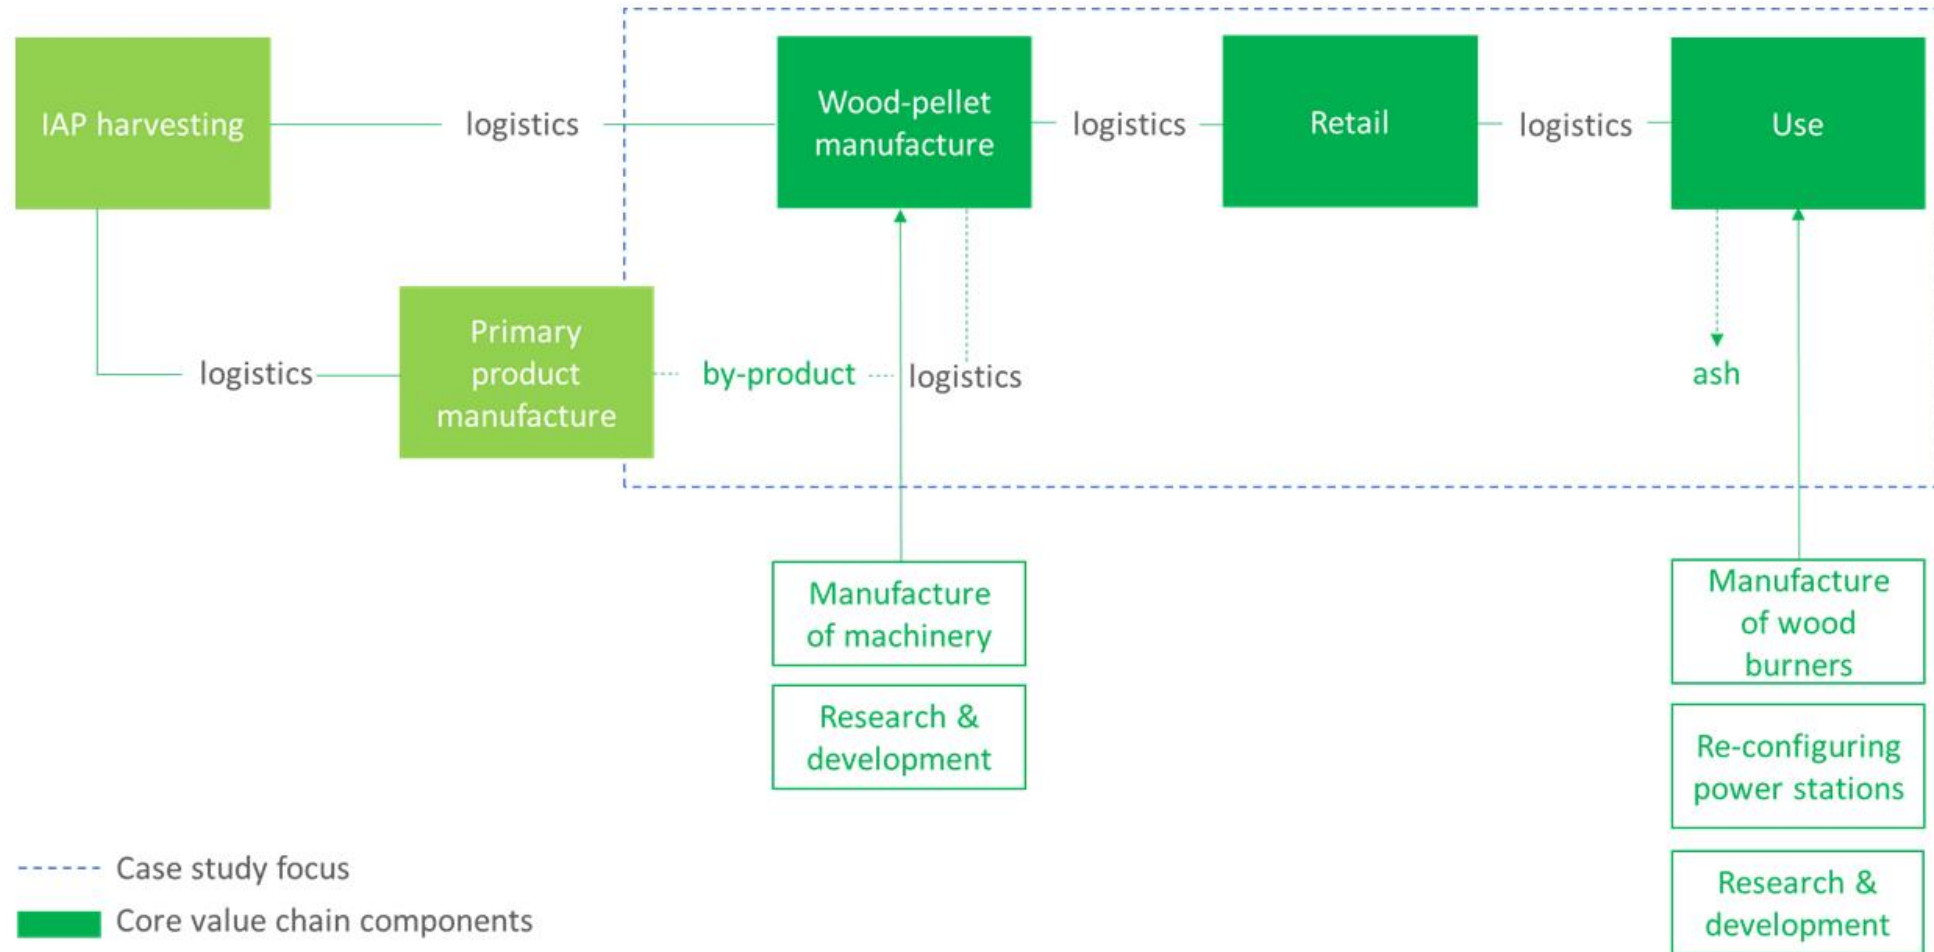 IAP harvesting
logistics
Wood-pellet
manufacture
logistics
Retail
logistics
Use
logistics
Primary
product
manufacture
by-product
logistics
ash
Manufacture
of machinery
Research &
development
Manufacture
of wood
burners
Re-configuring
power stations
Research &
development
Case study focus
Core value chain components